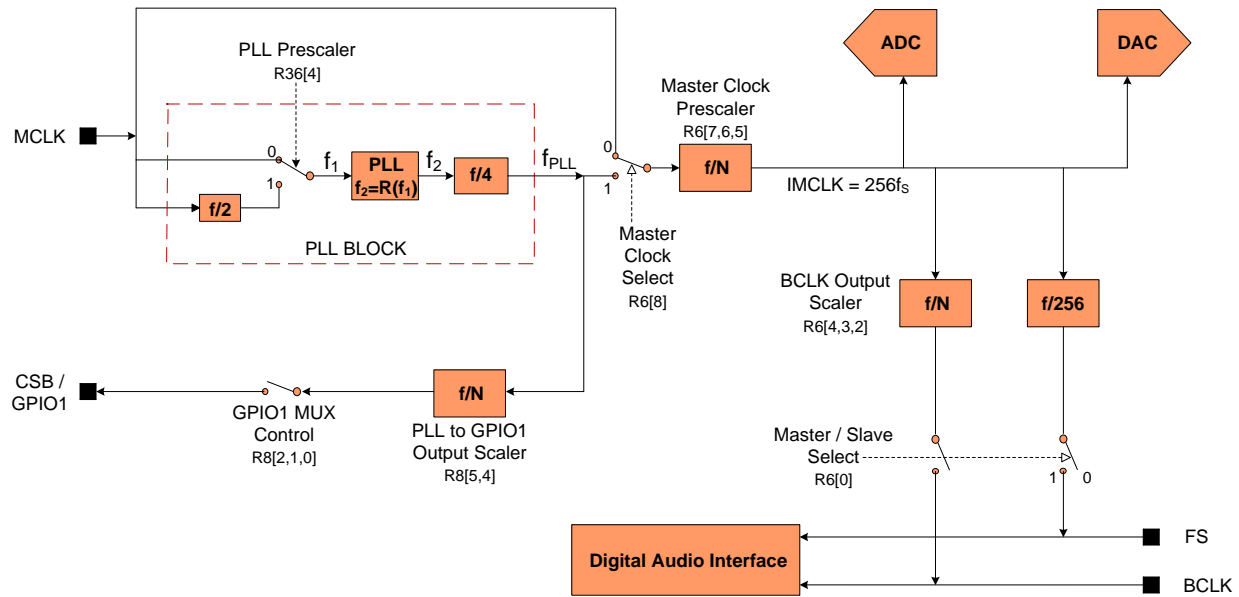 PLL Prescaler
R36[4]
MCLK
0
1
f1
PLL
f2=R(f1)
f2
f/4
fPLL
f/2
PLL BLOCK
0
1
Master
Clock
Select
R6[8]
Master Clock
Prescaler
R6[7,6,5]
f/N
IMCLK = 256fS
ADC
DAC
BCLK Output
Scaler
R6[4,3,2]
f/N
f/256
CSB /
GPIO1
GPIO1 MUX
Control
R8[2,1,0]
f/N
PLL to GPIO1
Output Scaler
R8[5,4]
Master / Slave
Select
R6[0]
1
0
Digital Audio Interface
FS
BCLK